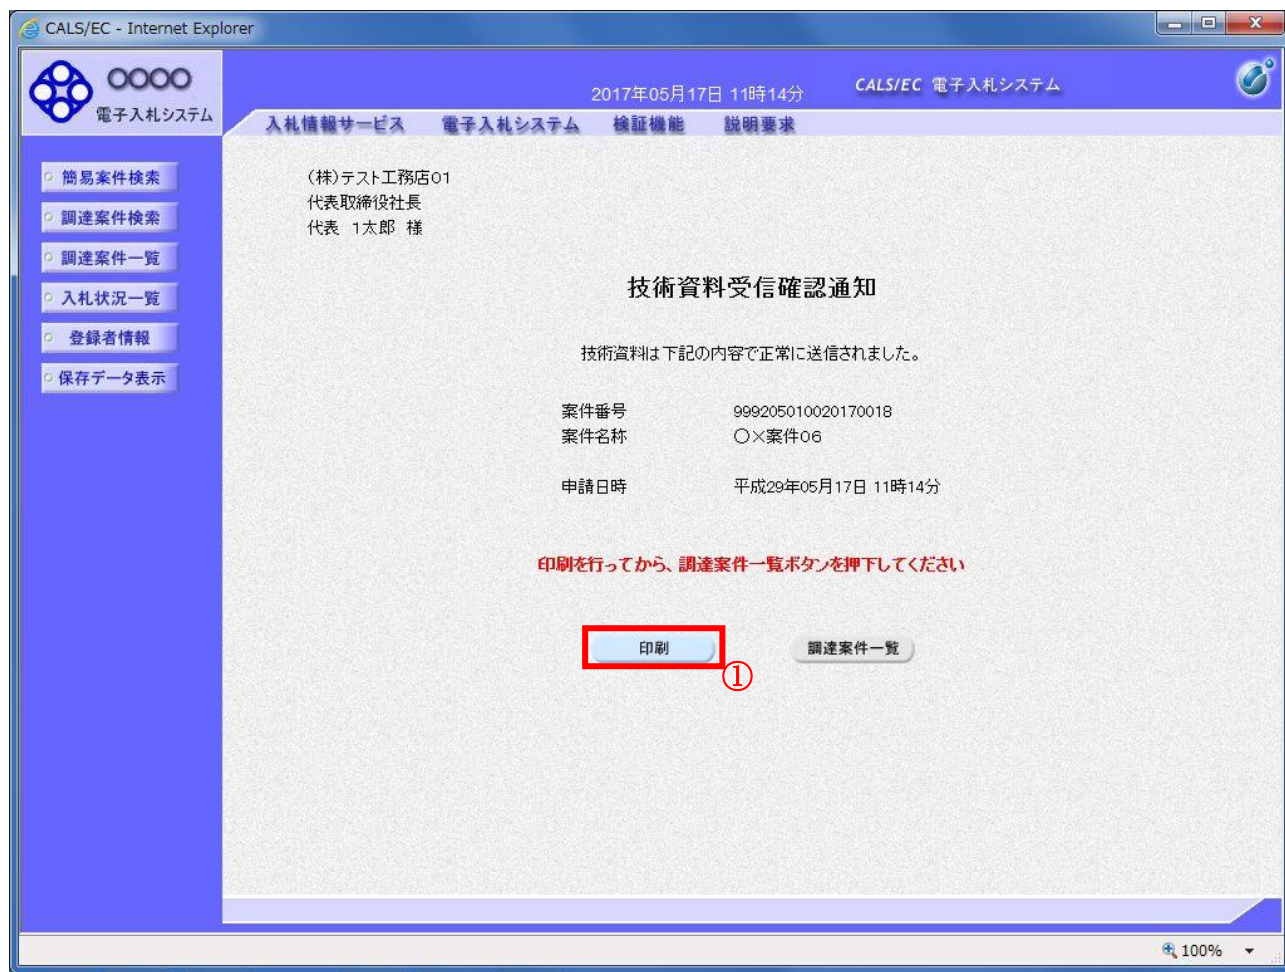 CALS/EC - Internet Explorer
〇〇〇〇
電子入札システム
2017年05月17日 11時14分
CALS/EC 電子入札システム
入札情報サービス 電子入札システム 検証機能 説明要求
簡易案件検索
調達案件検索
調達案件一覧
入札状況一覧
登録者情報
保存データ表示
(株)テスト工務店01
代表取締役社長
代表 1太郎 様
技術資料受信確認通知
技術資料は下記の内容で正常に送信されました。
案件番号 999205010020170018
案件名称 〇×案件06
申請日時 平成29年05月17日 11時14分
印刷を行ってから、調達案件一覧ボタンを押下してください
印刷 調達案件一覧
①
100%